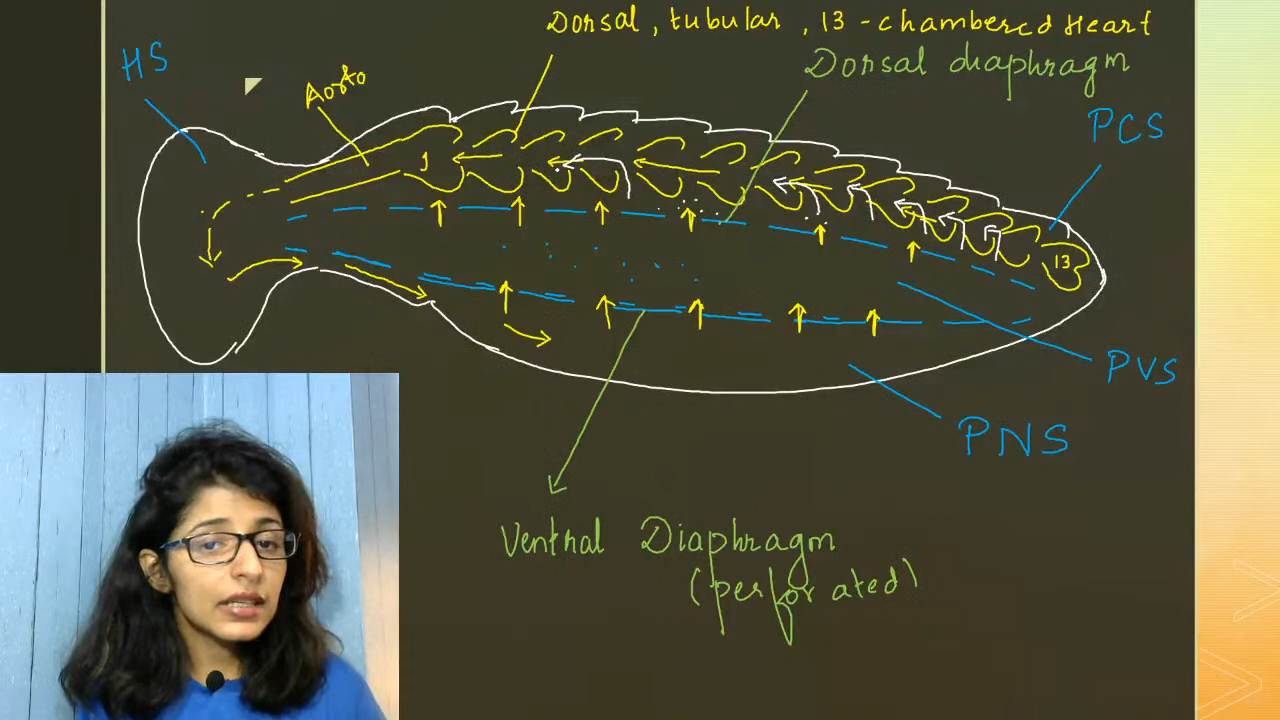 Dorsal, tubular, 13-chambered Heart
HS
Dorsal diaphragm
Aorta
PCS
1
13
PVS
PNS
Ventral Diaphragm
(perforated)